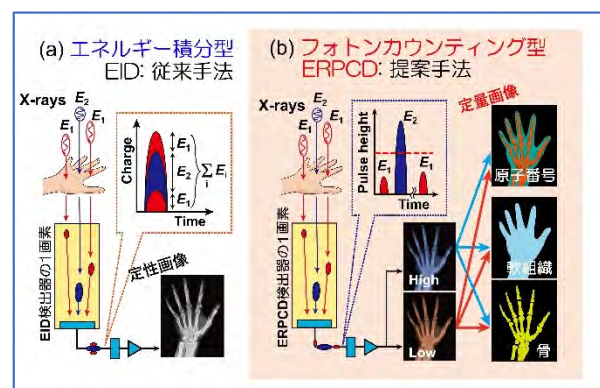 (a) エネルギー積分型
EID: 従来手法
X-rays
E1
E2
E1
Charge
E1
E2
E1
∑ Ei
i
Time
EID検出器の1画素
定性画像
(b) フォトンカウンティング型
ERPCD: 提案手法
X-rays
E1
E2
E1
Pulse height
E1
E2
E1
Time
ERPCD検出器の1画素
High
Low
定量画像
原子番号
軟組織
骨